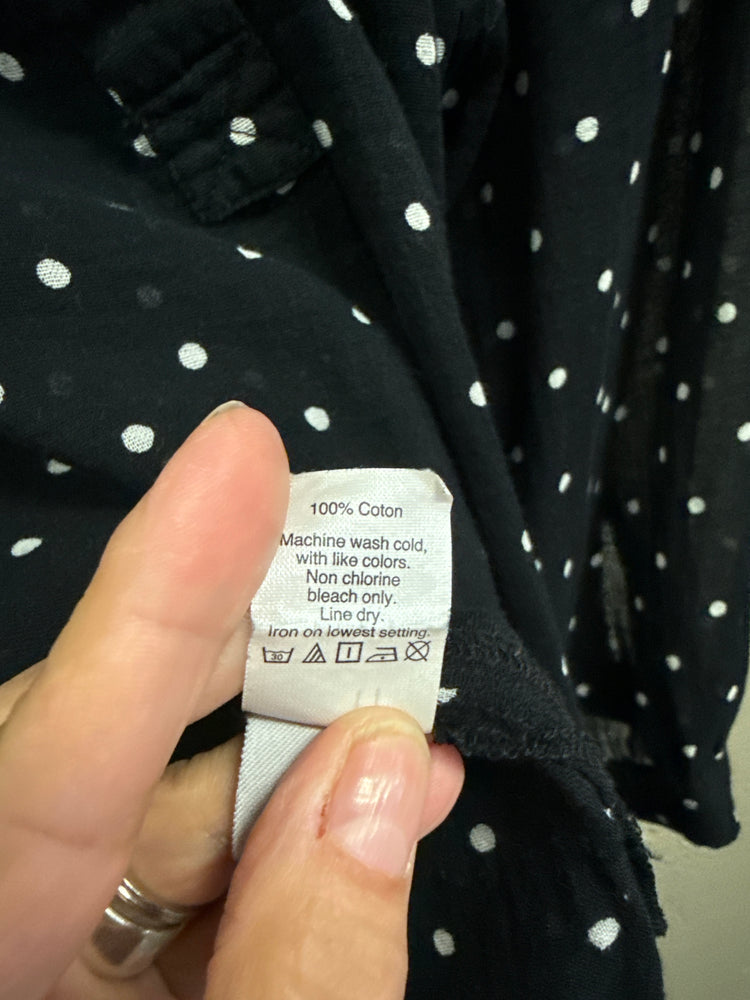 100% Coton
Machine wash cold,
with like colors.
Non chlorine
bleach only.
Line dry.
Iron on lowest setting.
30